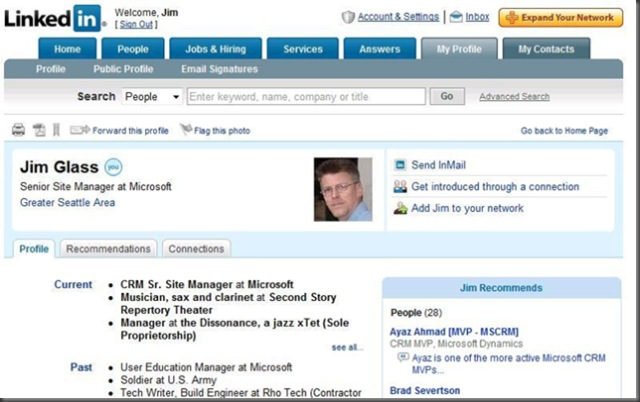 Linked in
Welcome, Jim
[ Sign Out ]
Account & Settings | Inbox
Expand Your Network
Home
People
Jobs & Hiring
Services
Answers
My Profile
My Contacts
Profile
Public Profile
Email Signatures
Search
People
Enter keyword, name, company or title
Go
Advanced Search
Forward this profile
Flag this photo
Go back to Home Page
Jim Glass you
Senior Site Manager at Microsoft
Greater Seattle Area
Send InMail
Get introduced through a connection
Add Jim to your network
Profile
Recommendations
Connections
Current
• CRM Sr. Site Manager at Microsoft
• Musician, sax and clarinet at Second Story
Repertory Theater
• Manager at the Dissonance, a jazz xTet (Sole
Proprietorship)
see all...
Past
• User Education Manager at Microsoft
• Soldier at U.S. Army
• Tech Writer, Build Engineer at Rho Tech (Contractor
Jim Recommends
People (28)
Ayaz Ahmad [MVP - MSCRM]
CRM MVP, Microsoft Dynamics
Ayaz is one of the more active Microsoft CRM
MVPs...
Brad Severtson